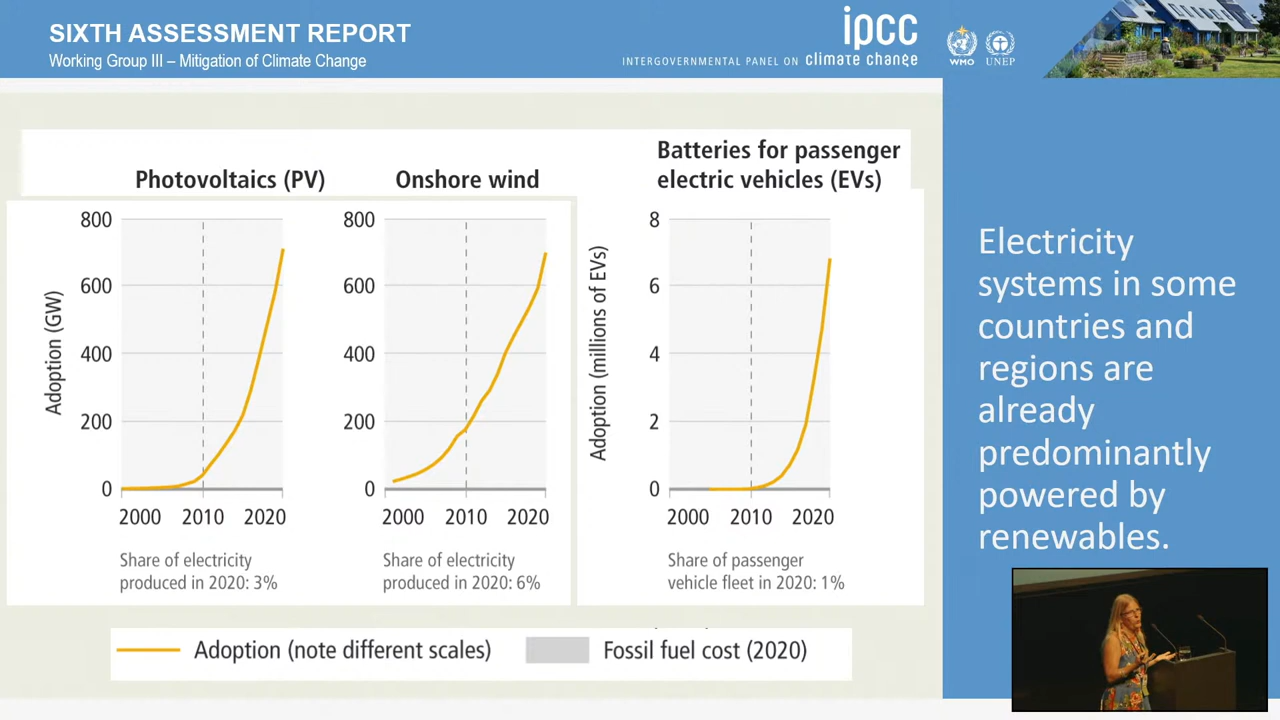 SIXTH ASSESSMENT REPORT
Working Group III – Mitigation of Climate Change
ipcc
INTERGOVERNMENTAL PANEL ON climate change
WMO
UNEP
Photovoltaics (PV)
Onshore wind
Batteries for passenger
electric vehicles (EVs)
Adoption (GW)
800
600
400
200
0
2000 2010 2020
Share of electricity
produced in 2020: 3%
800
600
400
200
0
2000 2010 2020
Share of electricity
produced in 2020: 6%
Adoption (millions of EVs)
8
6
4
2
0
2000 2010 2020
Share of passenger
vehicle fleet in 2020: 1%
Adoption (note different scales)
Fossil fuel cost (2020)
Electricity
systems in some
countries and
regions are
already
predominantly
powered by
renewables.